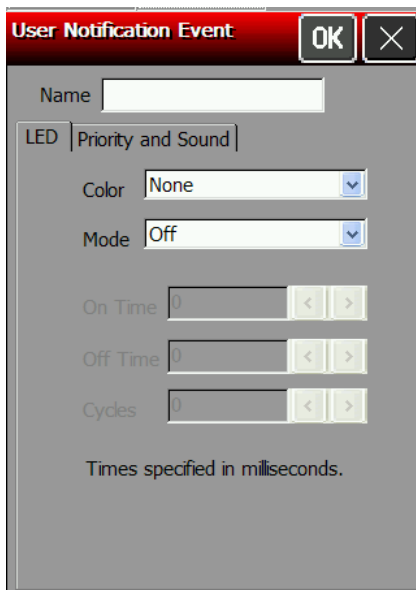 User Notification Event OK
Name
LED Priority and Sound
Color None
Mode Off
On Time 0
Off Time 0
Cycles 0
Times specified in milliseconds.